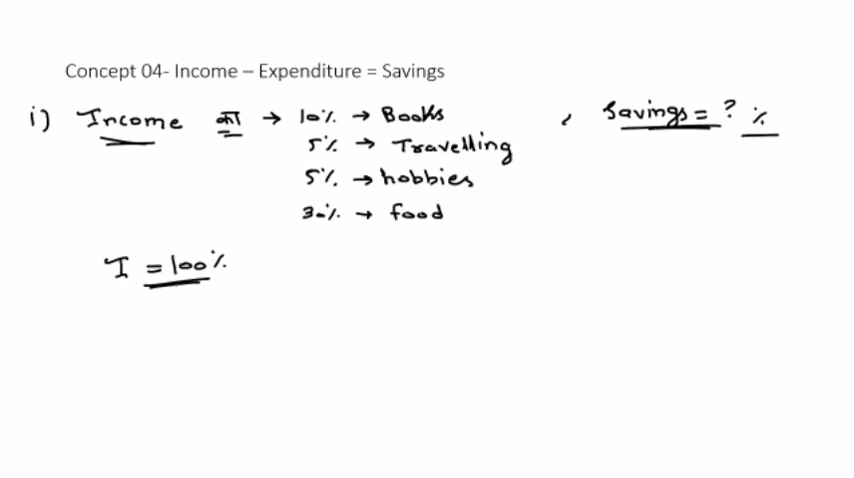 Concept 04- Income – Expenditure = Savings
i) Income का → 10% → Books , Savings = ? %
5% → Travelling
5% → hobbies
30% → food
I = 100%